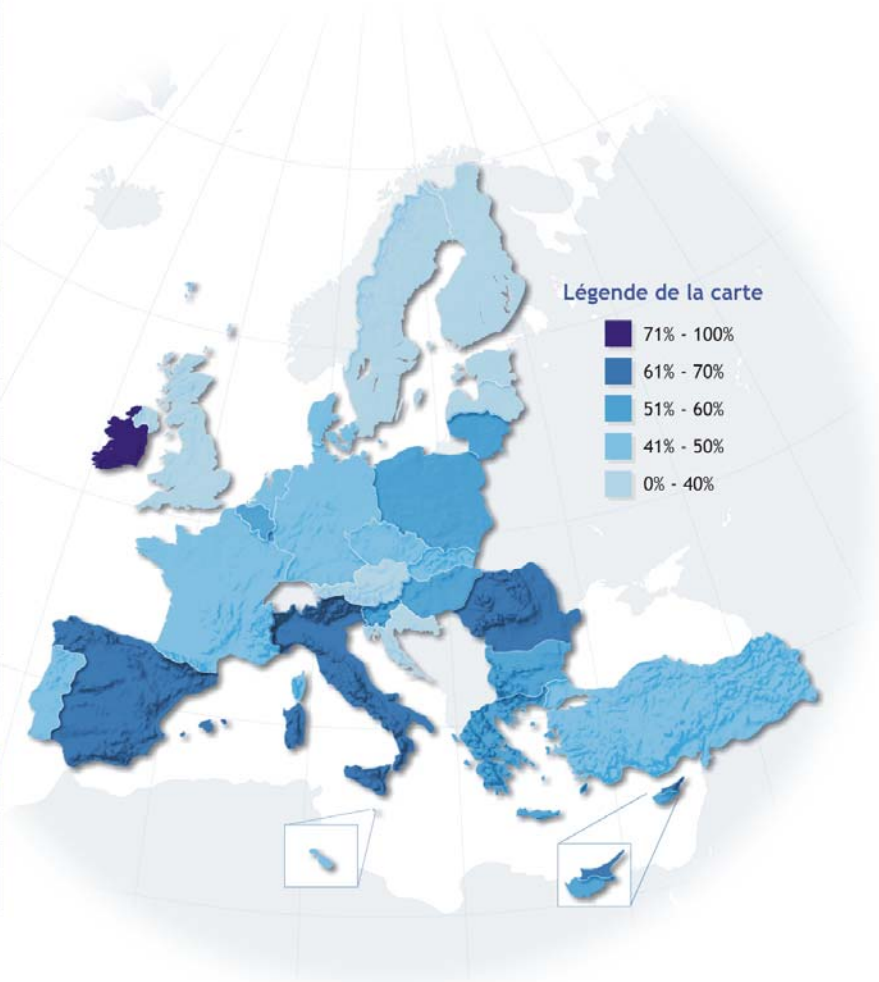 Légende de la carte
71% - 100%
61% - 70%
51% - 60%
41% - 50%
0% - 40%